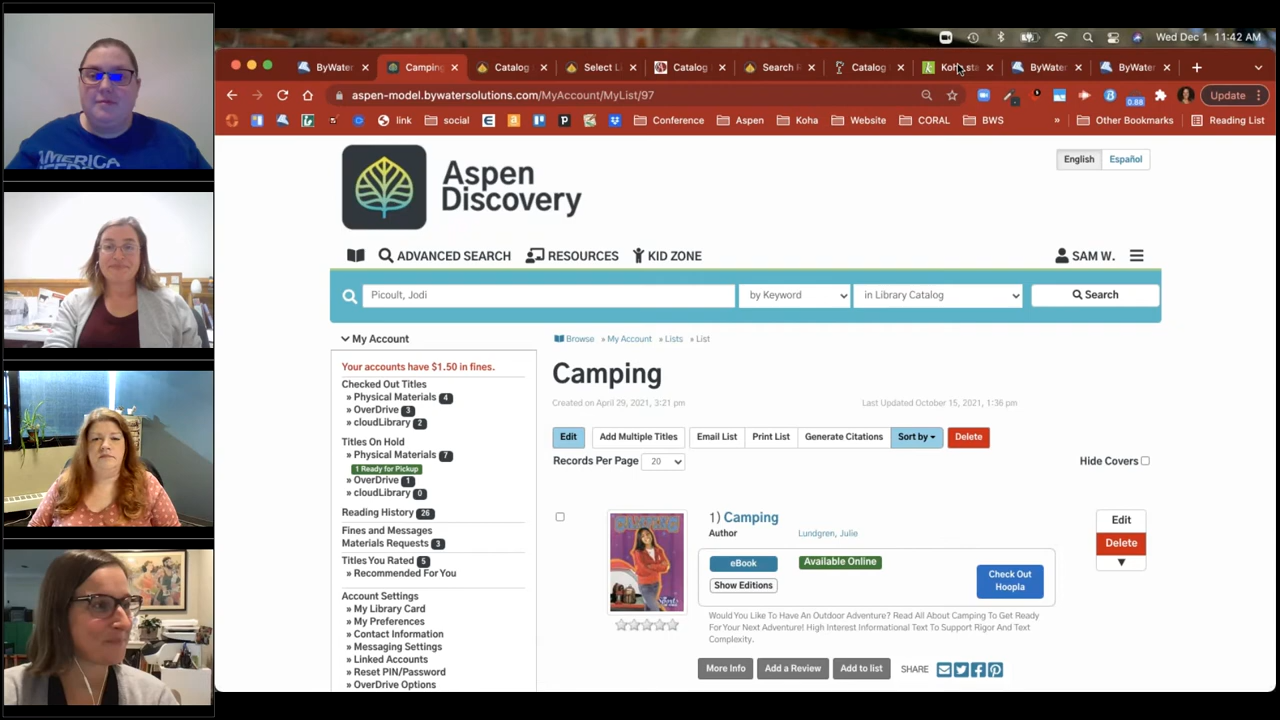 AMERICA
Wed Dec 1 11:42 AM
ByWater
Camping
Catalog
Select Li
Catalog
Search R
Catalog
Koha sta
ByWater
ByWater
aspen-model.bywatersolutions.com/MyAccount/MyList/97
0.88
Update
link
social
Conference
Aspen
Koha
Website
CORAL
BWS
»
Other Bookmarks
Reading List
Aspen
Discovery
English
Español
ADVANCED SEARCH
RESOURCES
KID ZONE
SAM W.
Picoult, Jodi
by Keyword
in Library Catalog
Search
My Account
Your accounts have $1.50 in fines.
Checked Out Titles
» Physical Materials 4
» OverDrive 3
» cloudLibrary 2
Titles On Hold
» Physical Materials 7
1 Ready for Pickup
» OverDrive 1
» cloudLibrary 0
Reading History 26
Fines and Messages
Materials Requests 3
Titles You Rated 5
» Recommended For You
Account Settings
» My Library Card
» My Preferences
» Contact Information
» Messaging Settings
» Linked Accounts
» Reset PIN/Password
» OverDrive Options
Browse » My Account » Lists » List
Camping
Created on April 29, 2021, 3:21 pm
Last Updated October 15, 2021, 1:36 pm
Edit
Add Multiple Titles
Email List
Print List
Generate Citations
Sort by
Delete
Records Per Page 20
Hide Covers
1) Camping
Author Lundgren, Julie
eBook
Available Online
Show Editions
Check Out
Hoopla
Edit
Delete
Would You Like To Have An Outdoor Adventure? Read All About Camping To Get Ready
For Your Next Adventure! High Interest Informational Text To Support Rigor And Text
Complexity.
More Info
Add a Review
Add to list
SHARE